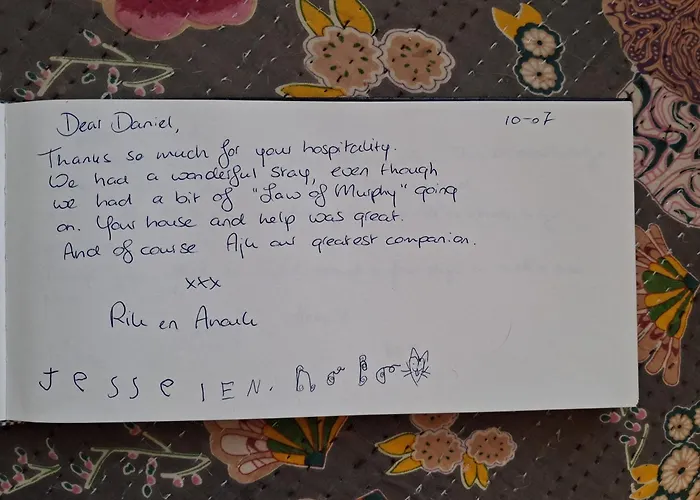 Dear Daniel,
10-07
Thanks so much for your hospitality.
We had a wonderful stay, even though
we had a bit of "Law of Murphy" going
on. Your house and help was great.
And of course our greatest companion.
xxx
Rik en Anouk
Jesse IEN.